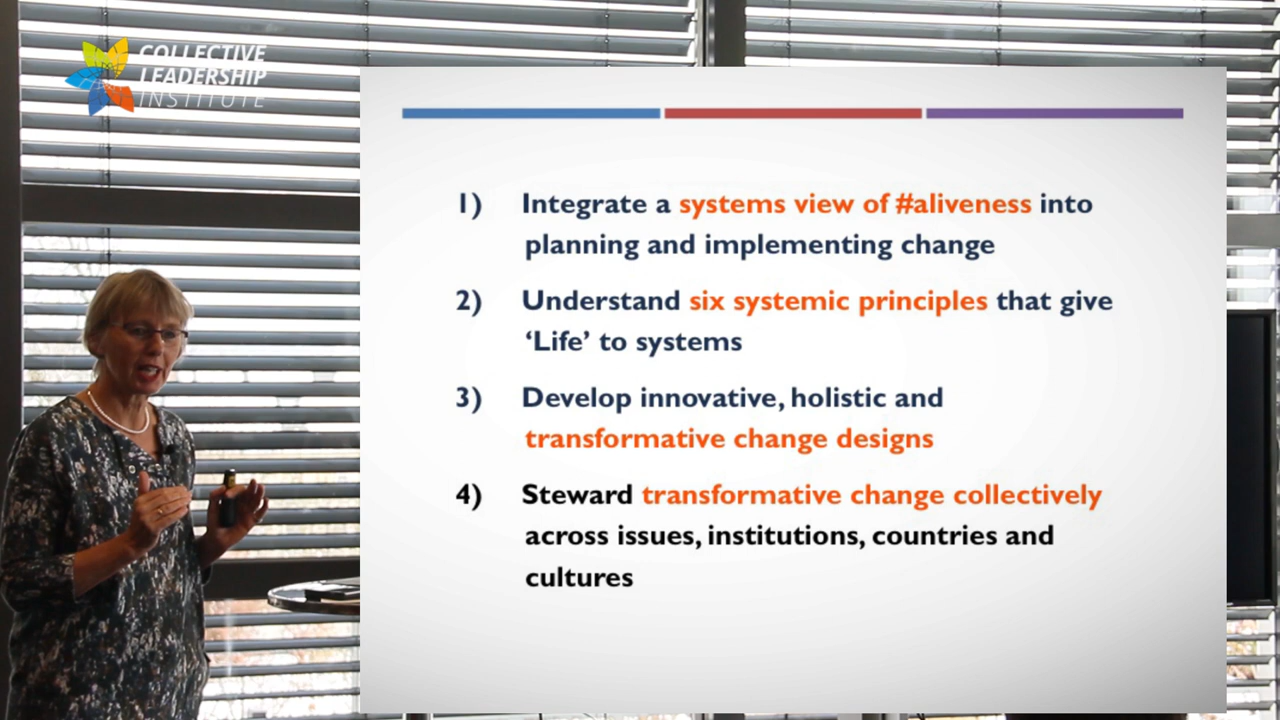 COLLECTIVE
LEADERSHIP
INSTITUTE
1) Integrate a systems view of #aliveness into
planning and implementing change
2) Understand six systemic principles that give
‘Life’ to systems
3) Develop innovative, holistic and
transformative change designs
4) Steward transformative change collectively
across issues, institutions, countries and
cultures